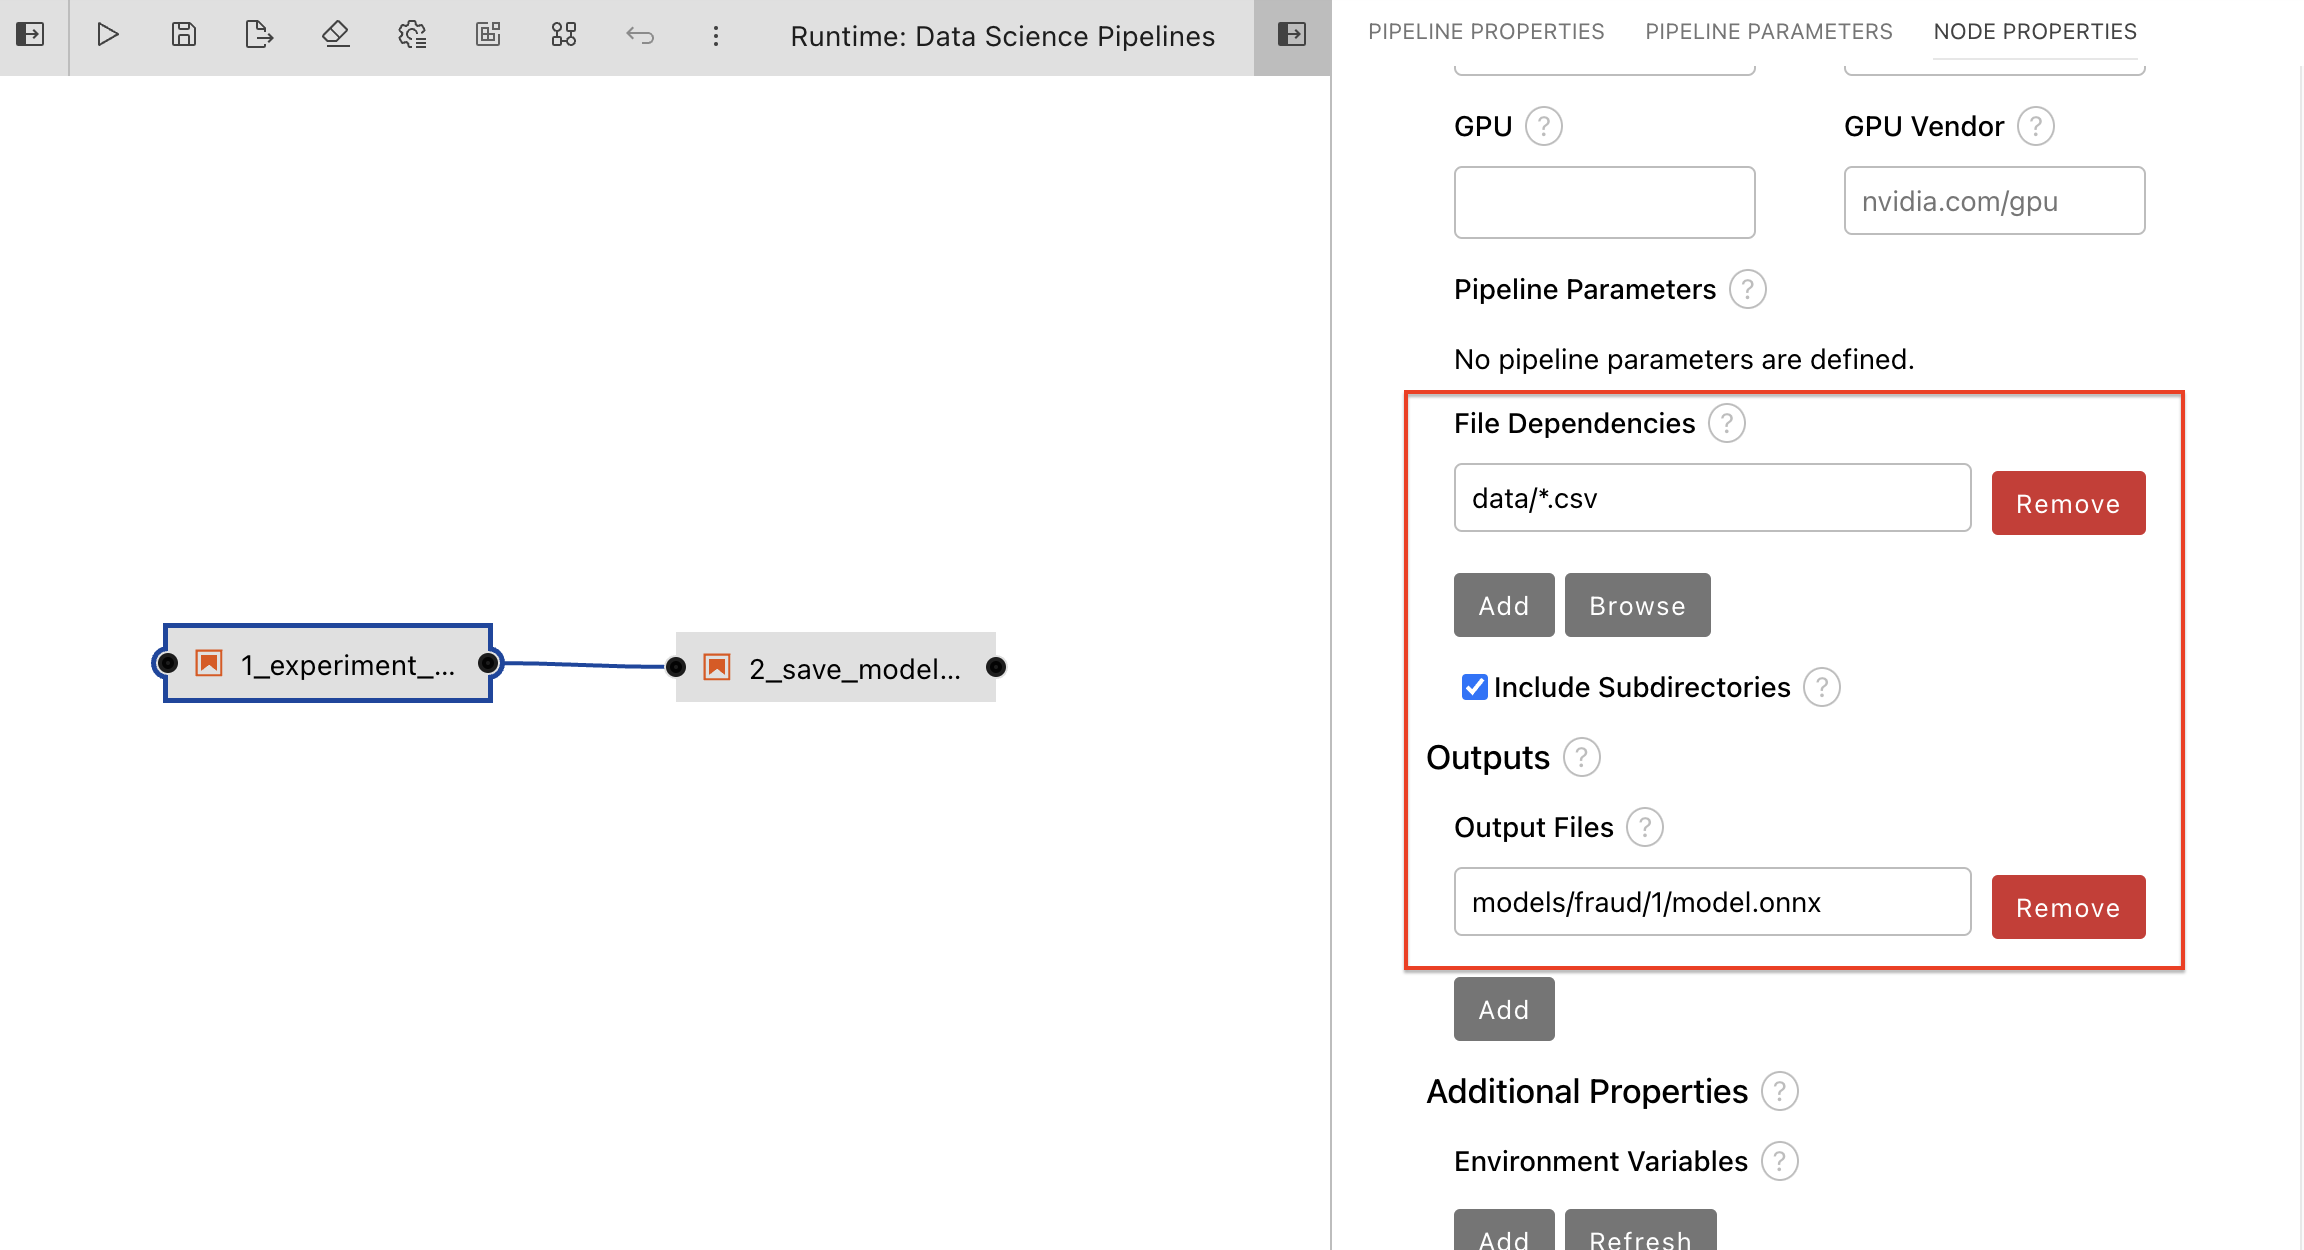 Runtime: Data Science Pipelines
PIPELINE PROPERTIES PIPELINE PARAMETERS NODE PROPERTIES
1_experiment_...
2_save_model...
GPU ? GPU Vendor ?
nvidia.com/gpu
Pipeline Parameters ?
No pipeline parameters are defined.
File Dependencies ?
data/*.csv Remove
Add Browse
Include Subdirectories ?
Outputs ?
Output Files ?
models/fraud/1/model.onnx Remove
Add
Additional Properties ?
Environment Variables ?
Add Refresh